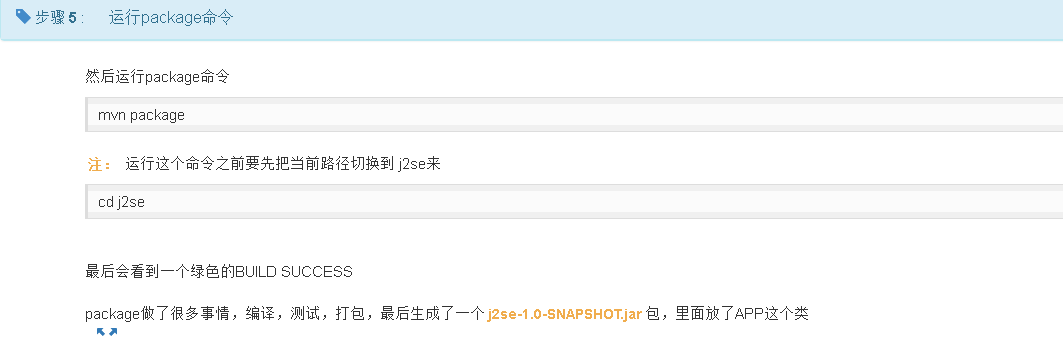 步骤 5 : 运行package命令
然后运行package命令
mvn package
注： 运行这个命令之前要先把当前路径切换到 j2se来
cd j2se
最后会看到一个绿色的BUILD SUCCESS
package做了很多事情，编译，测试，打包，最后生成了一个 j2se-1.0-SNAPSHOT.jar 包，里面放了APP这个类